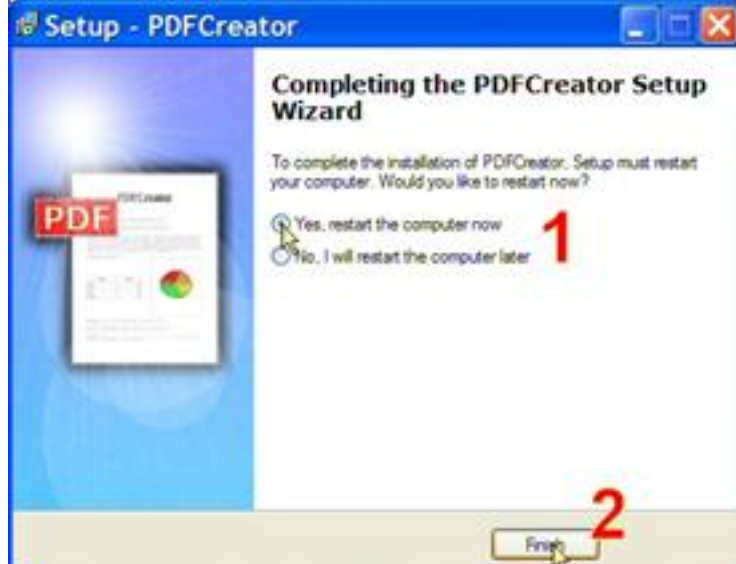 Setup - PDFCreator
Completing the PDFCreator Setup
Wizard
To complete the installation of PDFCreator, Setup must restart
your computer. Would you like to restart now?
PDFCreator
PDF
Yes, restart the computer now
1
No, I will restart the computer later
2
Finish